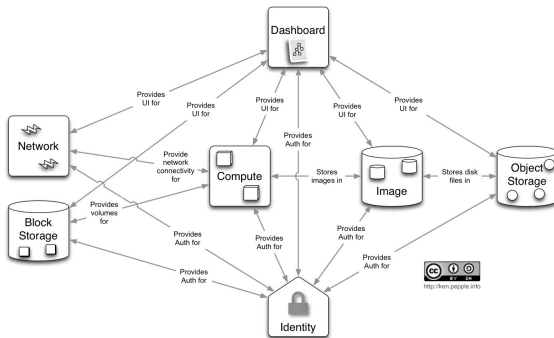 Dashboard
Provides
UI for
Provides
UI for
Provides
UI for
Provides
UI for
Provides
UI for
Provides
Auth for
Network
Provide
network
connectivity
for
Compute
Stores
images in
Image
Stores disk
files in
Object
Storage
Block
Storage
Provides
volumes
for
Provides
Auth for
Provides
Auth for
Provides
Auth for
Provides
Auth for
Provides
Auth for
Identity
cc
BY SA
http://ken.pepple.info